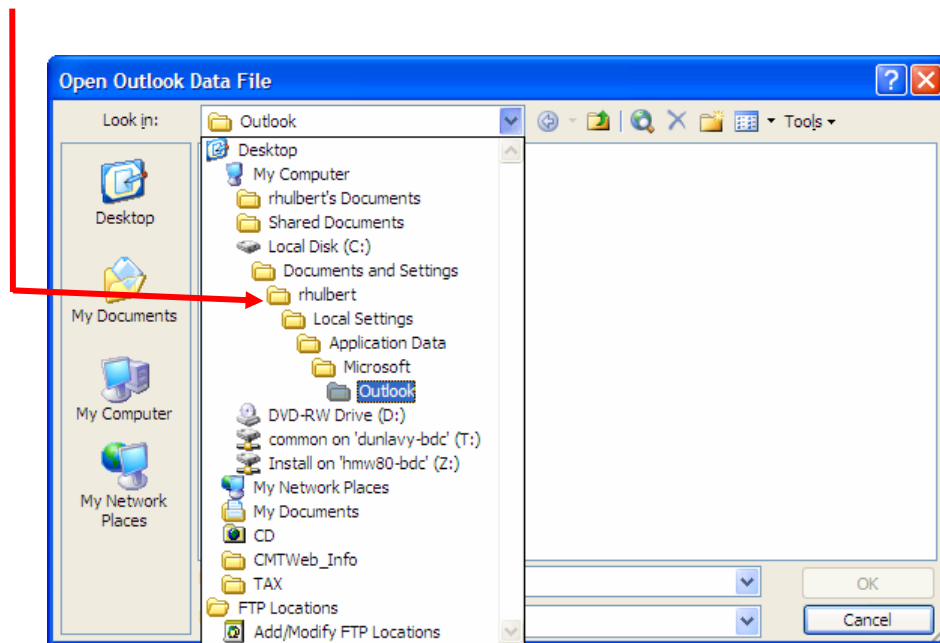 Open Outlook Data File
Look in:
Outlook
Tools
Desktop
My Documents
My Computer
My Network
Places
Desktop
My Computer
rhulbert's Documents
Shared Documents
Local Disk (C:)
Documents and Settings
rhulbert
Local Settings
Application Data
Microsoft
Outlook
DVD-RW Drive (D:)
common on 'dunlavy-bdc' (T:)
Install on 'hmw80-bdc' (Z:)
My Network Places
My Documents
CD
CMTWeb_Info
TAX
FTP Locations
Add/Modify FTP Locations
OK
Cancel